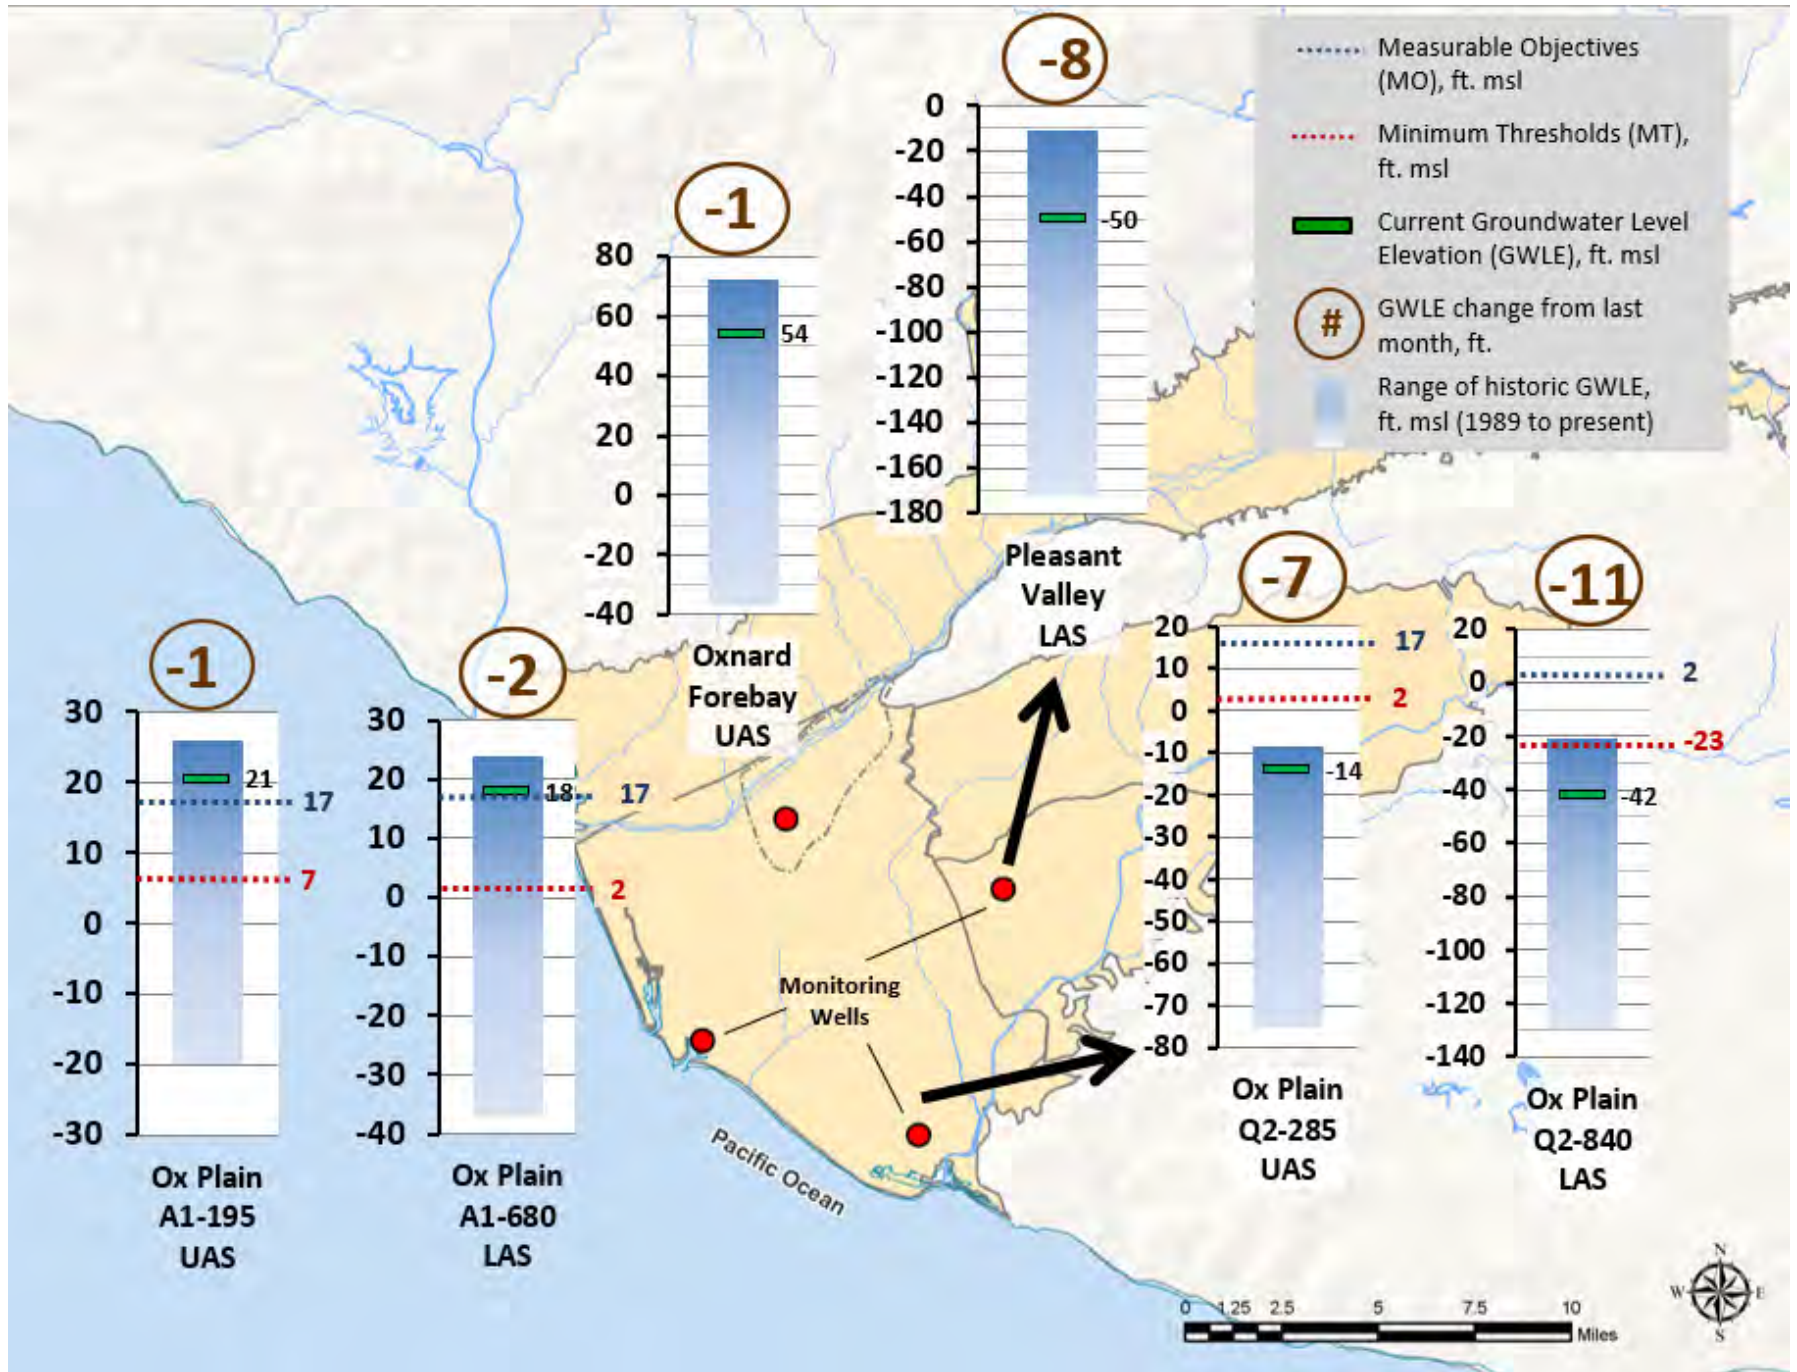 Measurable Objectives
(MO), ft. msl
Minimum Thresholds (MT),
ft. msl
Current Groundwater Level
Elevation (GWLE), ft. msl
#
GWLE change from last
month, ft.
Range of historic GWLE,
ft. msl (1989 to present)
-8
0
-20
-40
-60
-80
-100
-120
-140
-160
-180
-50
Pleasant
Valley
LAS
-1
80
60
40
20
0
-20
-40
54
Oxnard
Forebay
UAS
-1
30
20
10
0
-10
-20
-30
21
17
7
Ox Plain
A1-195
UAS
-2
30
20
10
0
-10
-20
-30
-40
18
17
2
Ox Plain
A1-680
LAS
-7
20
10
0
-10
-20
-30
-40
-50
-60
-70
-80
17
2
-14
Ox Plain
Q2-285
UAS
-11
20
0
-20
-40
-60
-80
-100
-120
-140
2
-23
-42
Ox Plain
Q2-840
LAS
Monitoring
Wells
Pacific Ocean
N
W
E
S
0 1.25 2.5 5 7.5 10
Miles